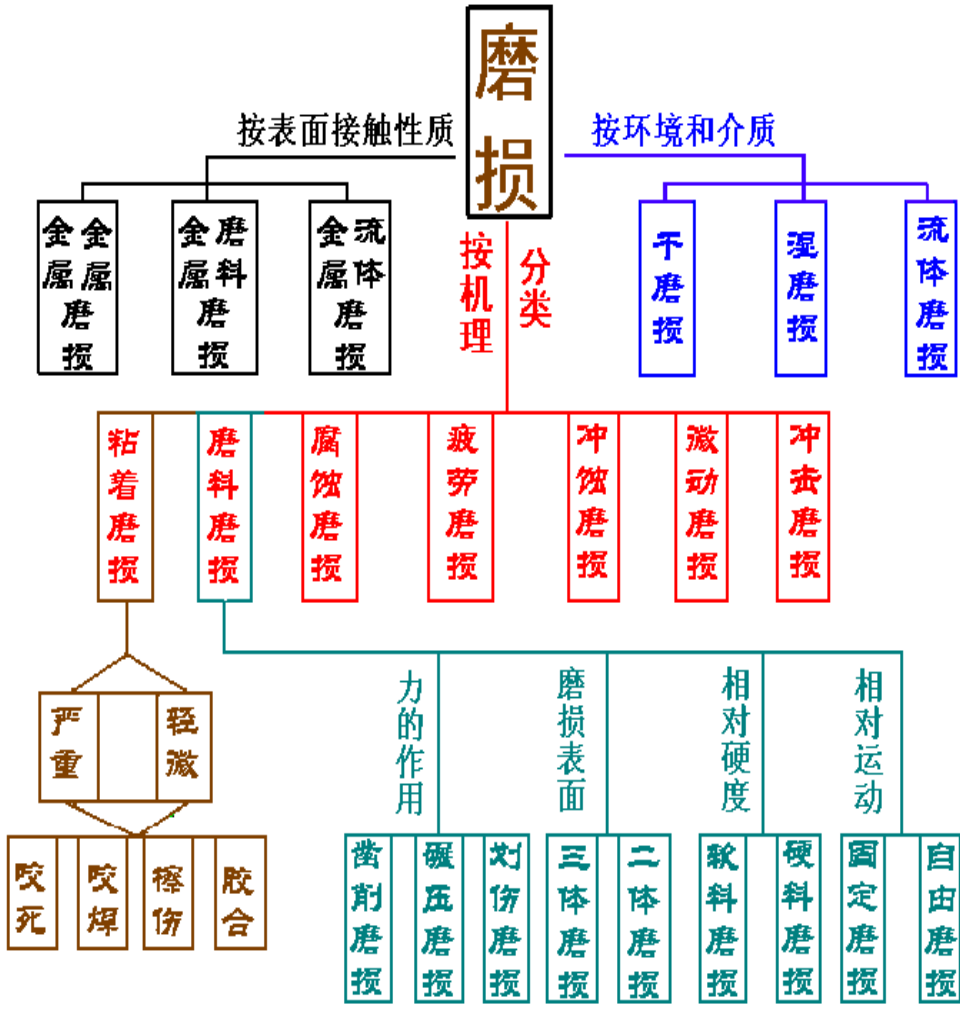 磨损
按表面接触性质
按环境和介质
按机理
分类
金属金属磨损
金属磨料磨损
金属流体磨损
干磨损
湿磨损
流体磨损
粘着磨损
磨料磨损
腐蚀磨损
疲劳磨损
冲蚀磨损
微动磨损
冲击磨损
严重
轻微
力的作用
磨损表面
相对硬度
相对运动
咬死
咬焊
擦伤
胶合
凿削磨损
碾压磨损
划伤磨损
三体磨损
二体磨损
软料磨损
硬料磨损
固定磨损
自由磨损